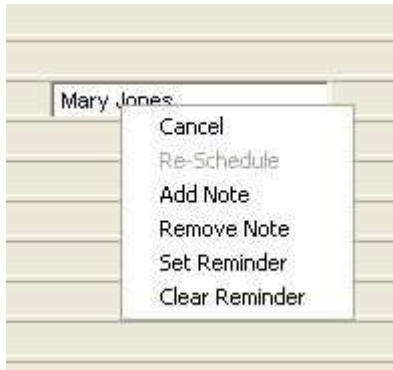 Mary Jones
Cancel
Re-Schedule
Add Note
Remove Note
Set Reminder
Clear Reminder